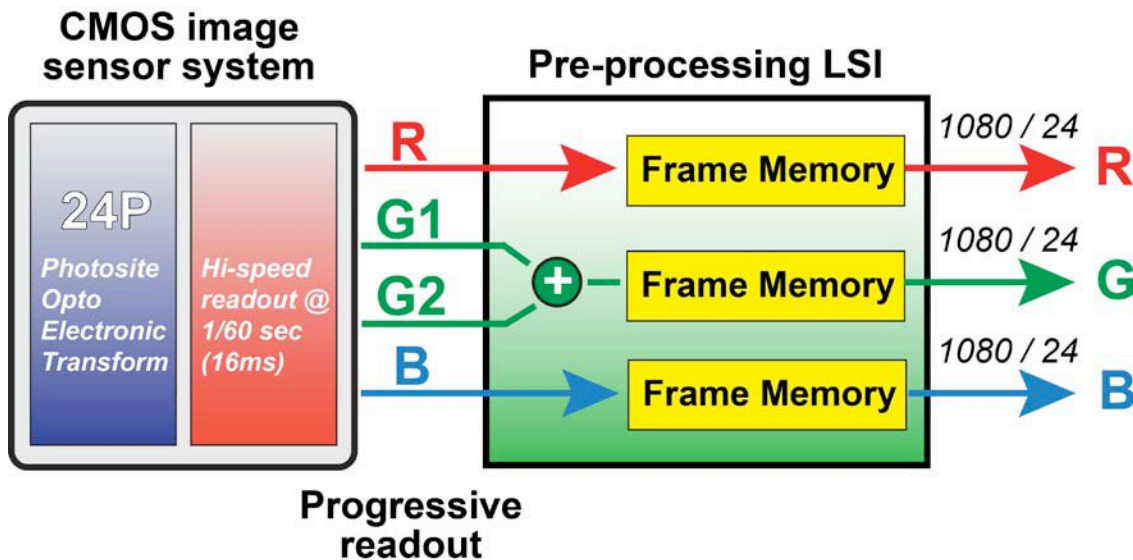 CMOS image
sensor system
24P
Photosite
Opto
Electronic
Transform
Hi-speed
readout @
1/60 sec
(16ms)
R
G1
G2
B
Progressive
readout
Pre-processing LSI
+
Frame Memory
Frame Memory
Frame Memory
1080 / 24
R
1080 / 24
G
1080 / 24
B